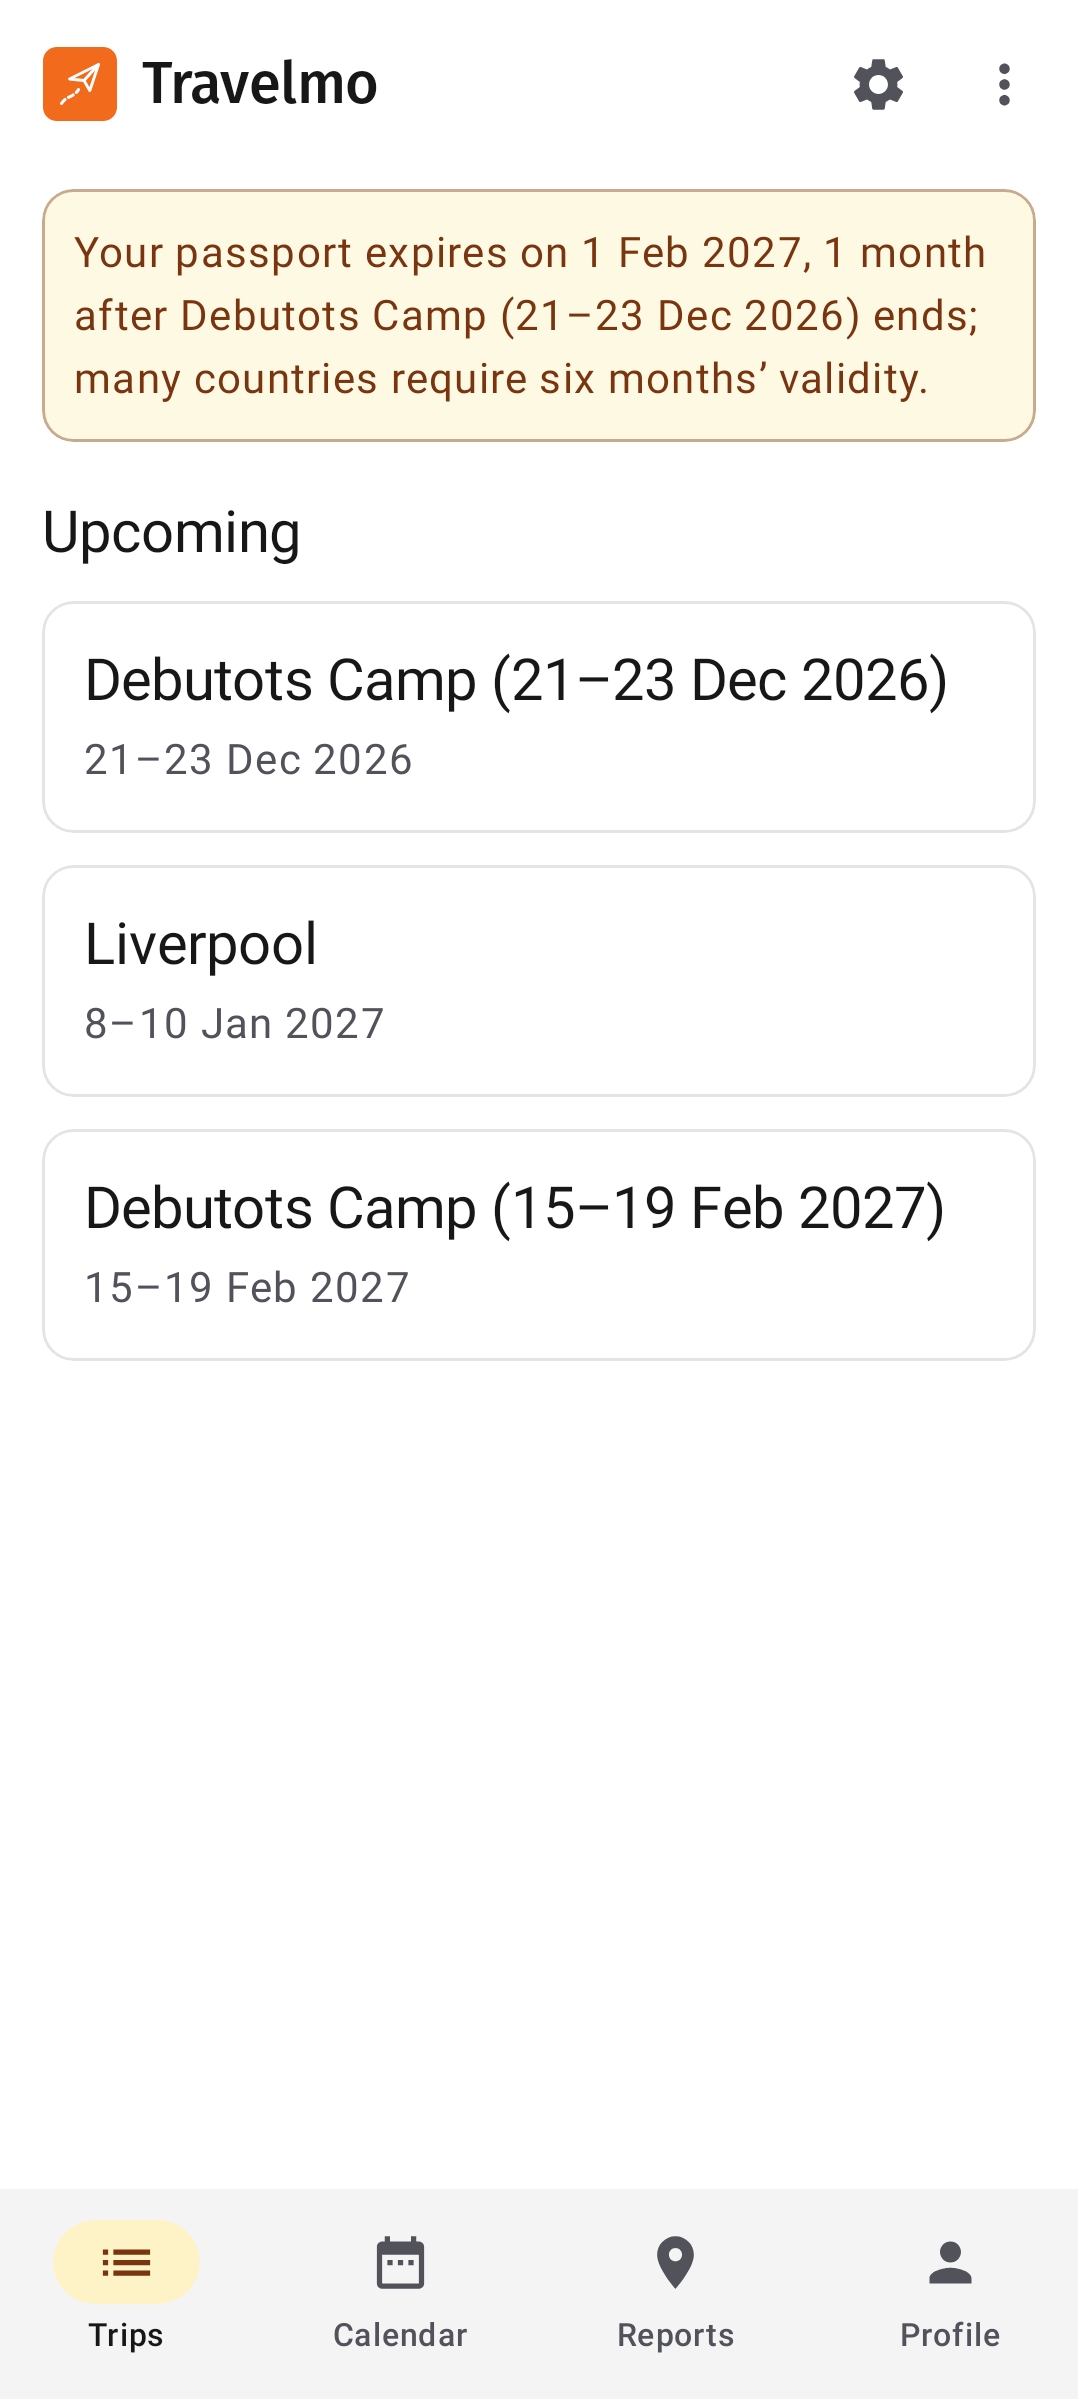 Travelmo
Your passport expires on 1 Feb 2027, 1 month
after Debutots Camp (21–23 Dec 2026) ends;
many countries require six months’ validity.
Upcoming
Debutots Camp (21–23 Dec 2026)
21–23 Dec 2026
Liverpool
8–10 Jan 2027
Debutots Camp (15–19 Feb 2027)
15–19 Feb 2027
Trips
Calendar
Reports
Profile